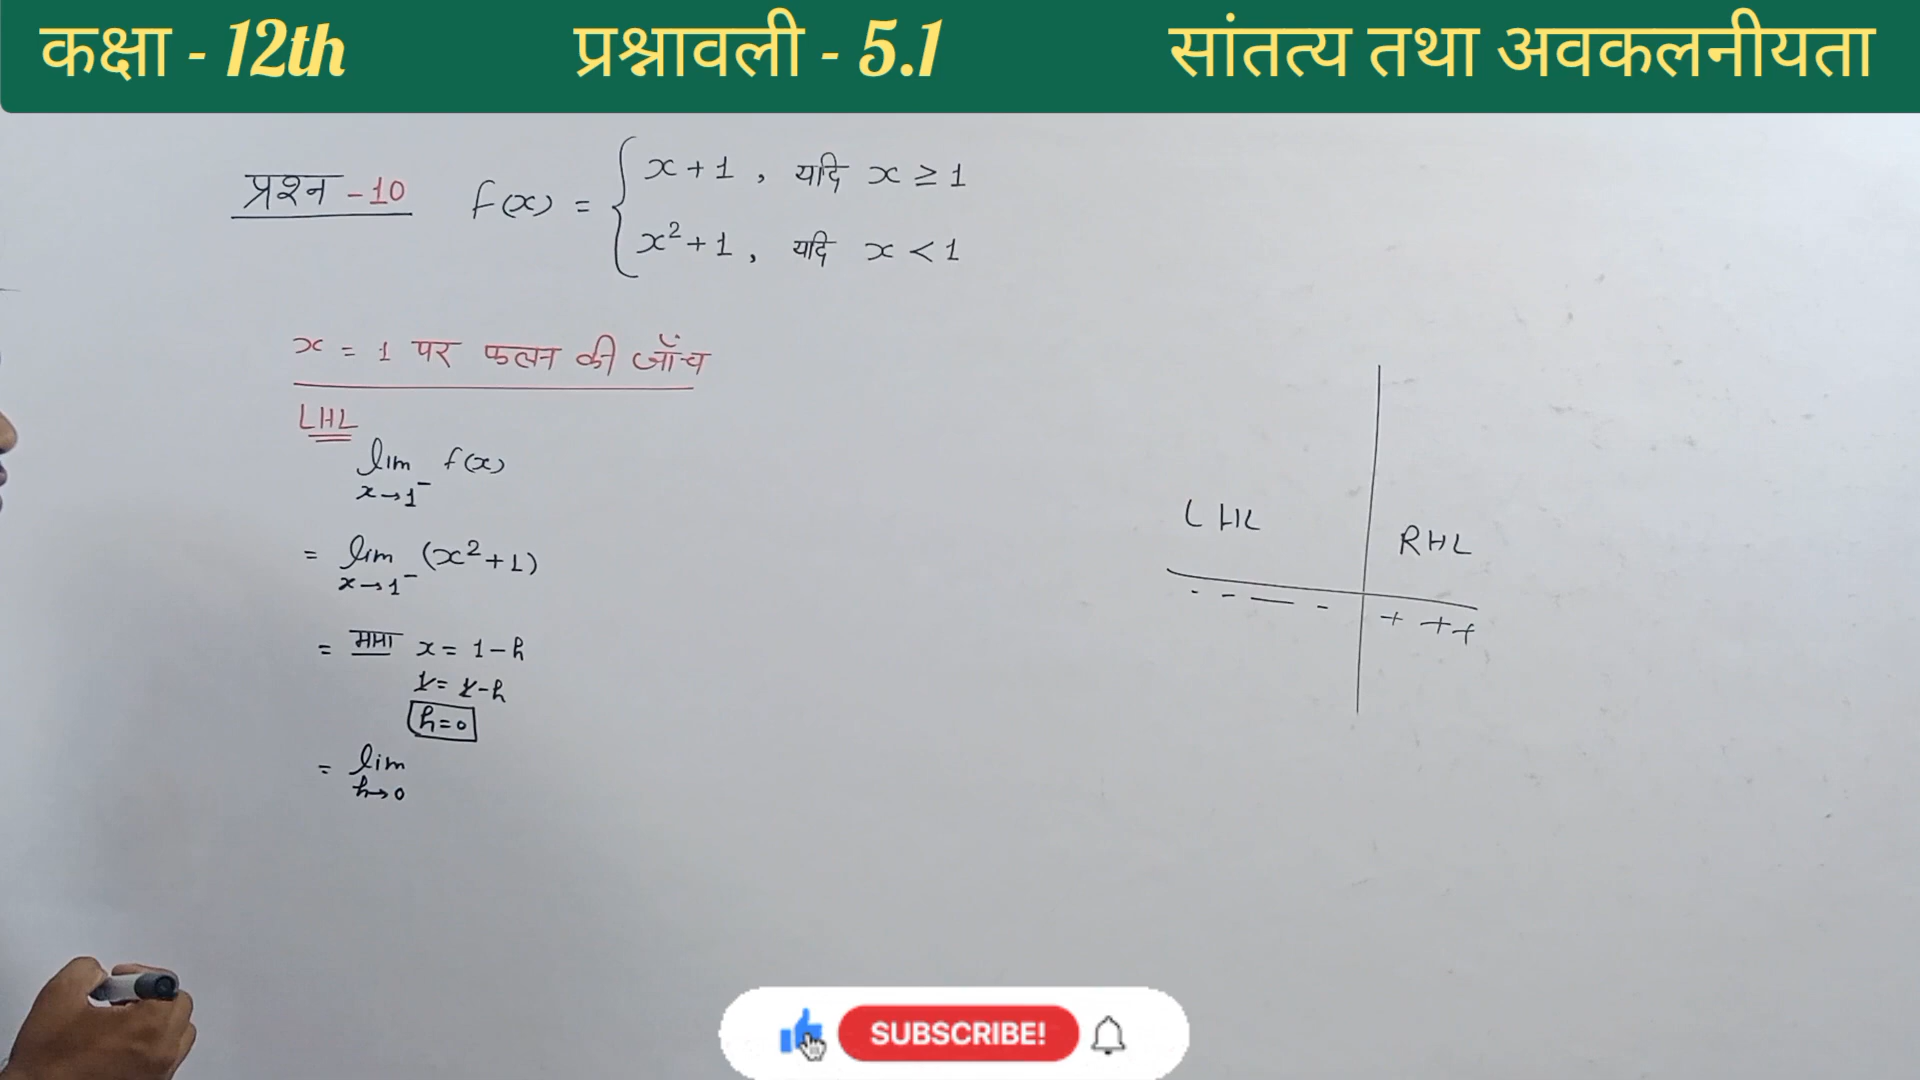 कक्षा - 12th प्रश्नावली - 5.1 सांतत्य तथा अवकलनीयता
प्रश्न - 10 f(x) = { x + 1 , यदि x ≥ 1
x² + 1 , यदि x < 1
x = 1 पर फलन की जाँच
LHL
lim f(x)
x→1⁻
= lim (x² + 1)
x→1⁻
= माना x = 1 - h
1 = 1 - h
h = 0
= lim
h→0
LHL
RHL
- - — -
+ + +
SUBSCRIBE!